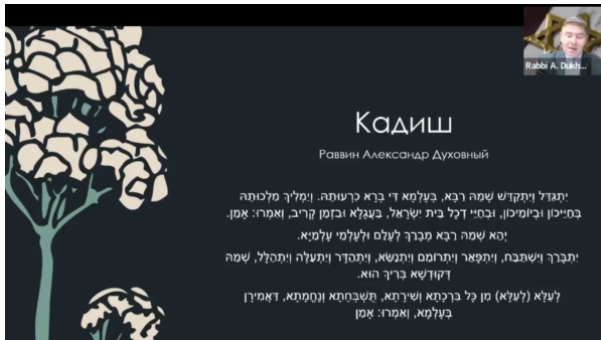 Rabbi A. Dukh...
Кадиш
Раввин Александр Духовный
יִתְגַּדַּל וְיִתְקַדַּשׁ שְׁמֵהּ רַבָּא, בְּעָלְמָא דִּי בְרָא כִרְעוּתֵהּ. וְיַמְלִיךְ מַלְכוּתֵהּ
בְּחַיֵּיכוֹן וּבְיוֹמֵיכוֹן, וּבְחַיֵּי דְכָל בֵּית יִשְׂרָאֵל, בַּעֲגָלָא וּבִזְמַן קָרִיב, וְאִמְרוּ: אָמֵן.
יְהֵא שְׁמֵהּ רַבָּא מְבָרַךְ לְעָלַם וּלְעָלְמֵי עָלְמַיָּא.
יִתְבָּרַךְ וְיִשְׁתַּבַּח, וְיִתְפָּאַר וְיִתְרוֹמַם וְיִתְנַשֵּׂא, וְיִתְהַדַּר וְיִתְעַלֶּה וְיִתְהַלָּל, שְׁמֵהּ
דְּקוּדְשָׁא בְּרִיךְ הוּא.
לְעֵלָּא (לְעֵלָּא) מִן כָּל בִּרְכָתָא וְשִׁירָתָא, תֻּשְׁבְּחָתָא וְנֶחֱמָתָא, דַּאֲמִירָן
בְּעָלְמָא, וְאִמְרוּ: אָמֵן